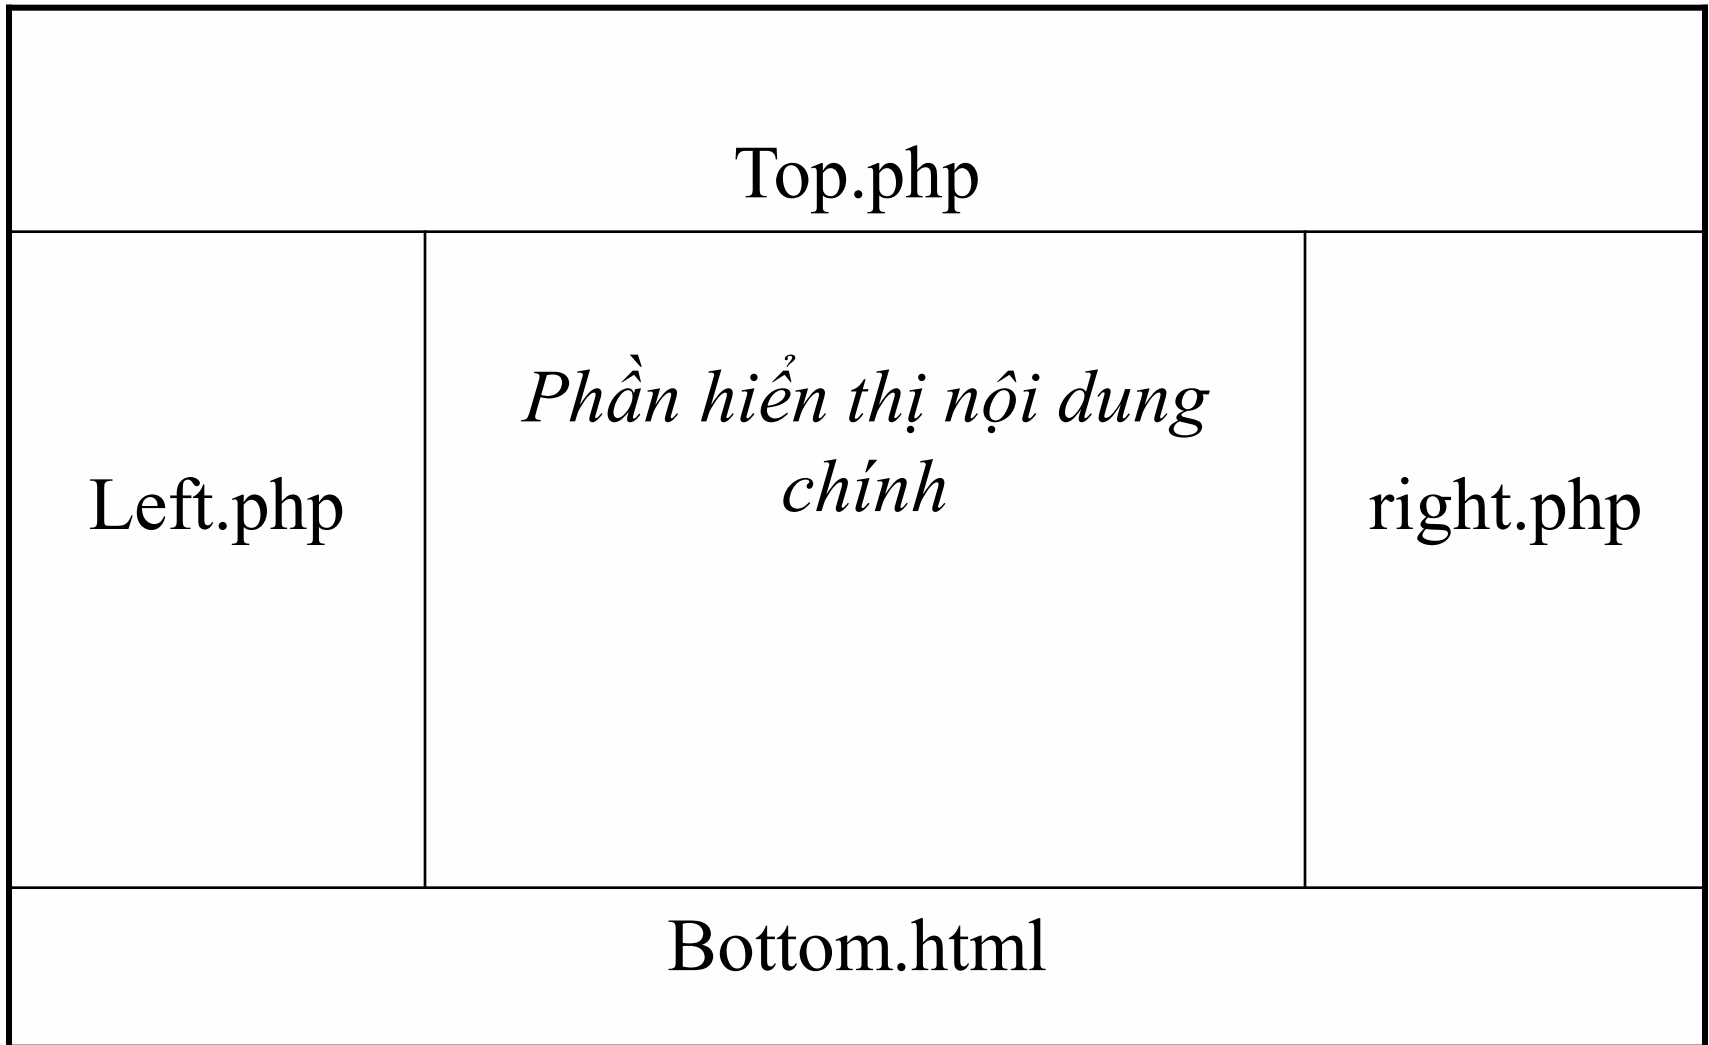 Top.php
Left.php
Phần hiển thị nội dung
chính
right.php
Bottom.html